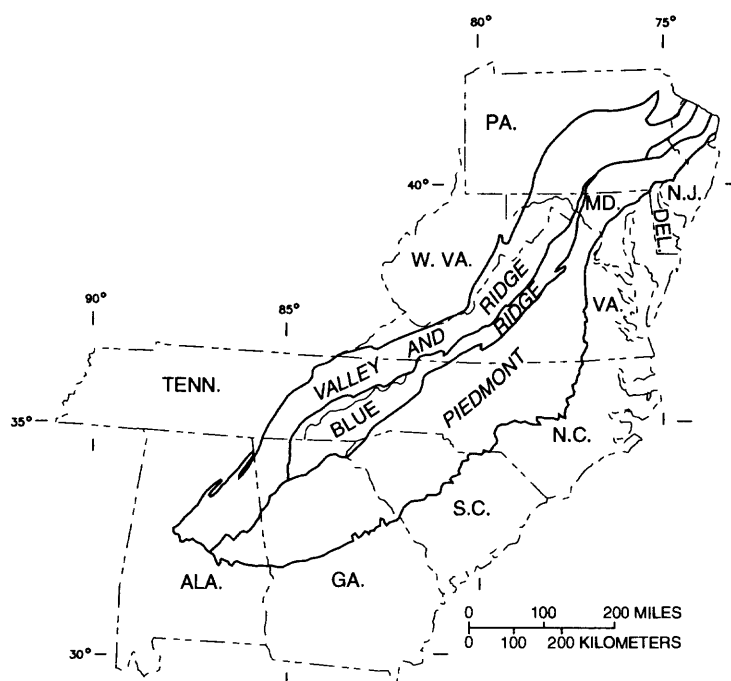 80°
75°
PA.
40°
MD.
N.J.
DEL.
W. VA.
VA.
90°
85°
VALLEY AND RIDGE
BLUE RIDGE
TENN.
PIEDMONT
35°
N.C.
S.C.
ALA.
GA.
0 100 200 MILES
0 100 200 KILOMETERS
30°